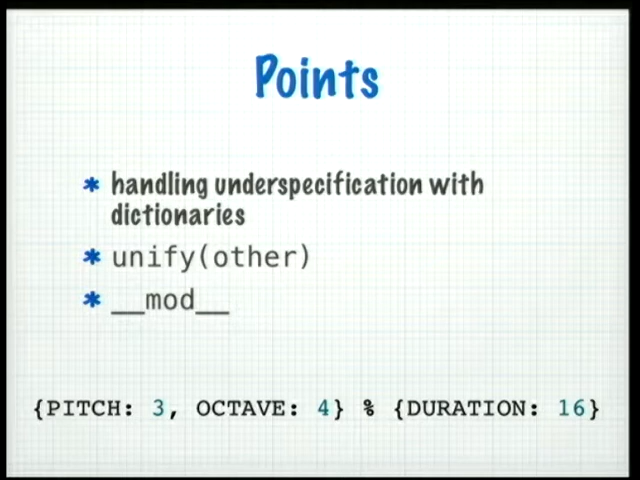 Points
* handling underspecification with
dictionaries
* unify(other)
* __mod__
{PITCH: 3, OCTAVE: 4} % {DURATION: 16}